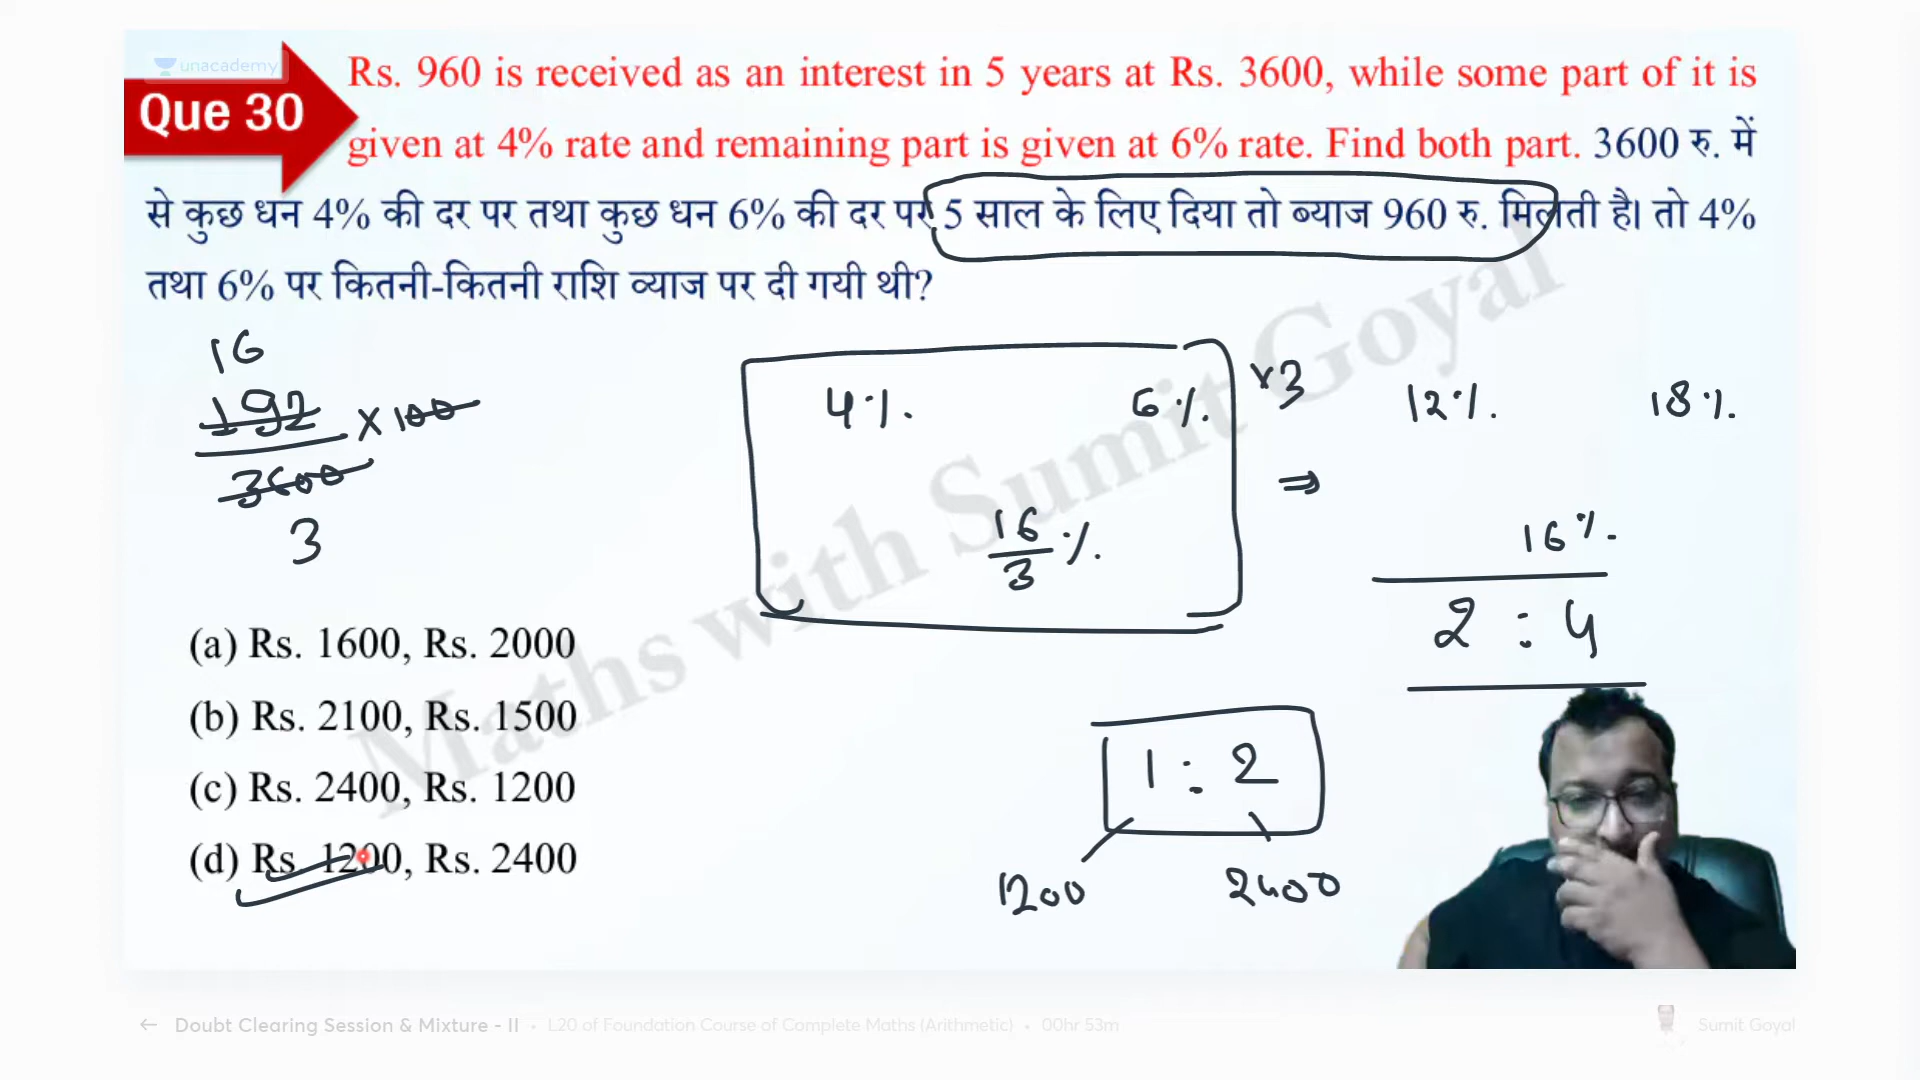 unacademy
Que 30
Rs. 960 is received as an interest in 5 years at Rs. 3600, while some part of it is
given at 4% rate and remaining part is given at 6% rate. Find both part. 3600 रु. में
से कुछ धन 4% की दर पर तथा कुछ धन 6% की दर पर 5 साल के लिए दिया तो ब्याज 960 रु. मिलती है। तो 4%
तथा 6% पर कितनी-कितनी राशि व्याज पर दी गयी थी?
16
192 × 100
3600
3
4% 6% ×3 12% 18%
⇒
16/3 % 16%
2 : 4
1 : 2
1200 2400
(a) Rs. 1600, Rs. 2000
(b) Rs. 2100, Rs. 1500
(c) Rs. 2400, Rs. 1200
(d) Rs. 1200, Rs. 2400
Maths with Sumit Goyal
← Doubt Clearing Session & Mixture - II • L20 of Foundation Course of Complete Maths (Arithmetic) • 00hr 53m
Sumit Goyal